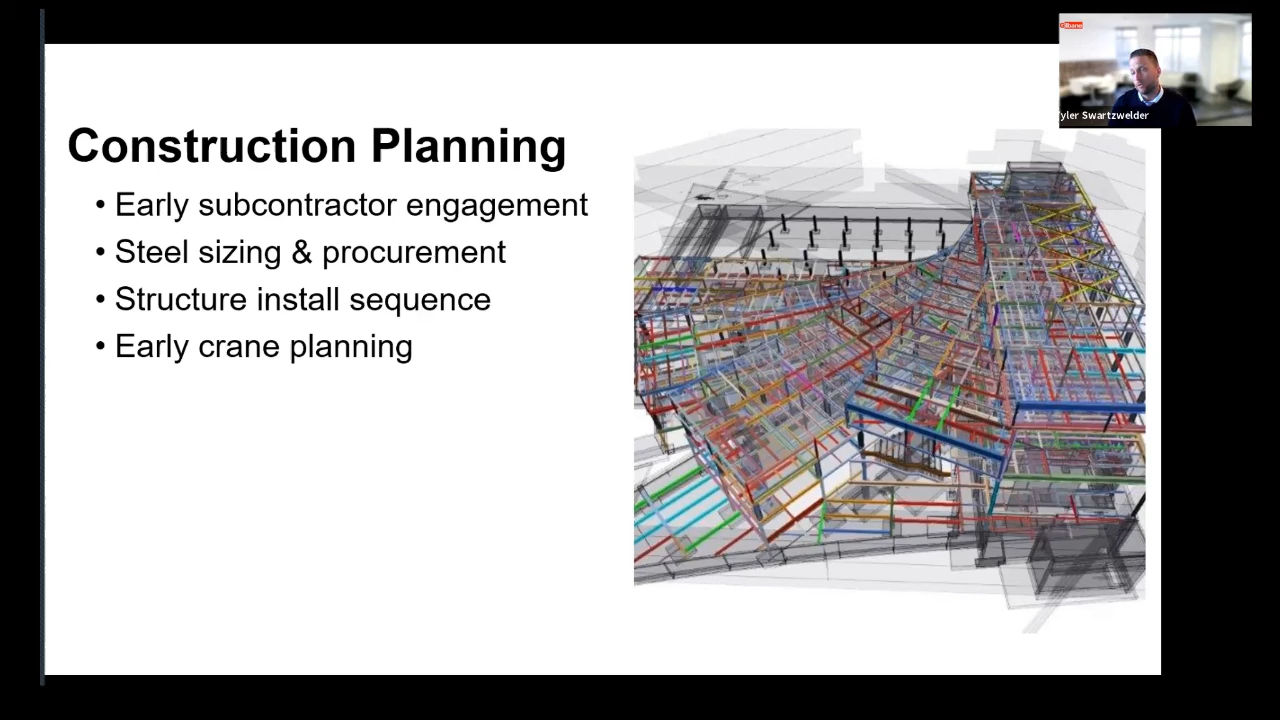 Construction Planning
• Early subcontractor engagement
• Steel sizing & procurement
• Structure install sequence
• Early crane planning
yler Swartzwelder